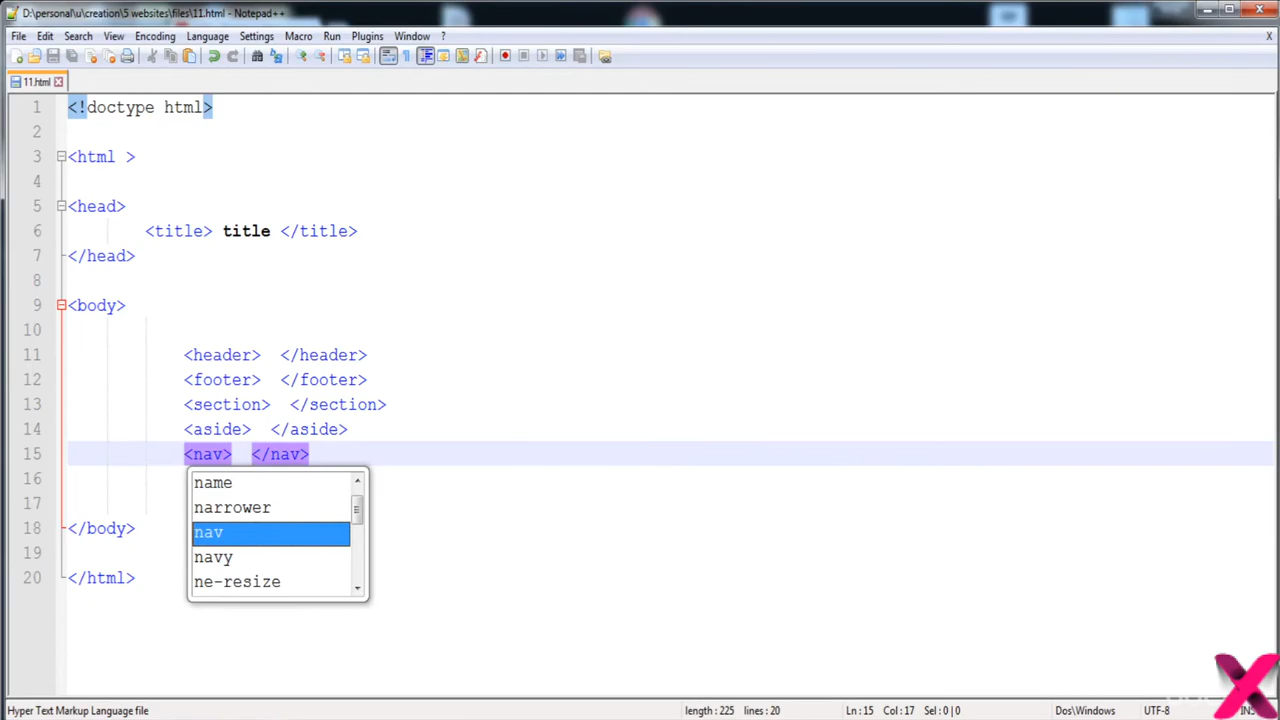 D:\personal\u\creation\5 websites\files\11.html - Notepad++
File Edit Search View Encoding Language Settings Macro Run Plugins Window ? X
11.html
1 <!doctype html>
2
3 <html >
4
5 <head>
6 <title> title </title>
7 </head>
8
9 <body>
10
11 <header> </header>
12 <footer> </footer>
13 <section> </section>
14 <aside> </aside>
15 <nav> </nav>
16
17
18 </body>
19
20 </html>
name
narrower
nav
navy
ne-resize
Hyper Text Markup Language file length : 225 lines : 20 Ln : 15 Col : 17 Sel : 0 | 0 Dos\Windows UTF-8